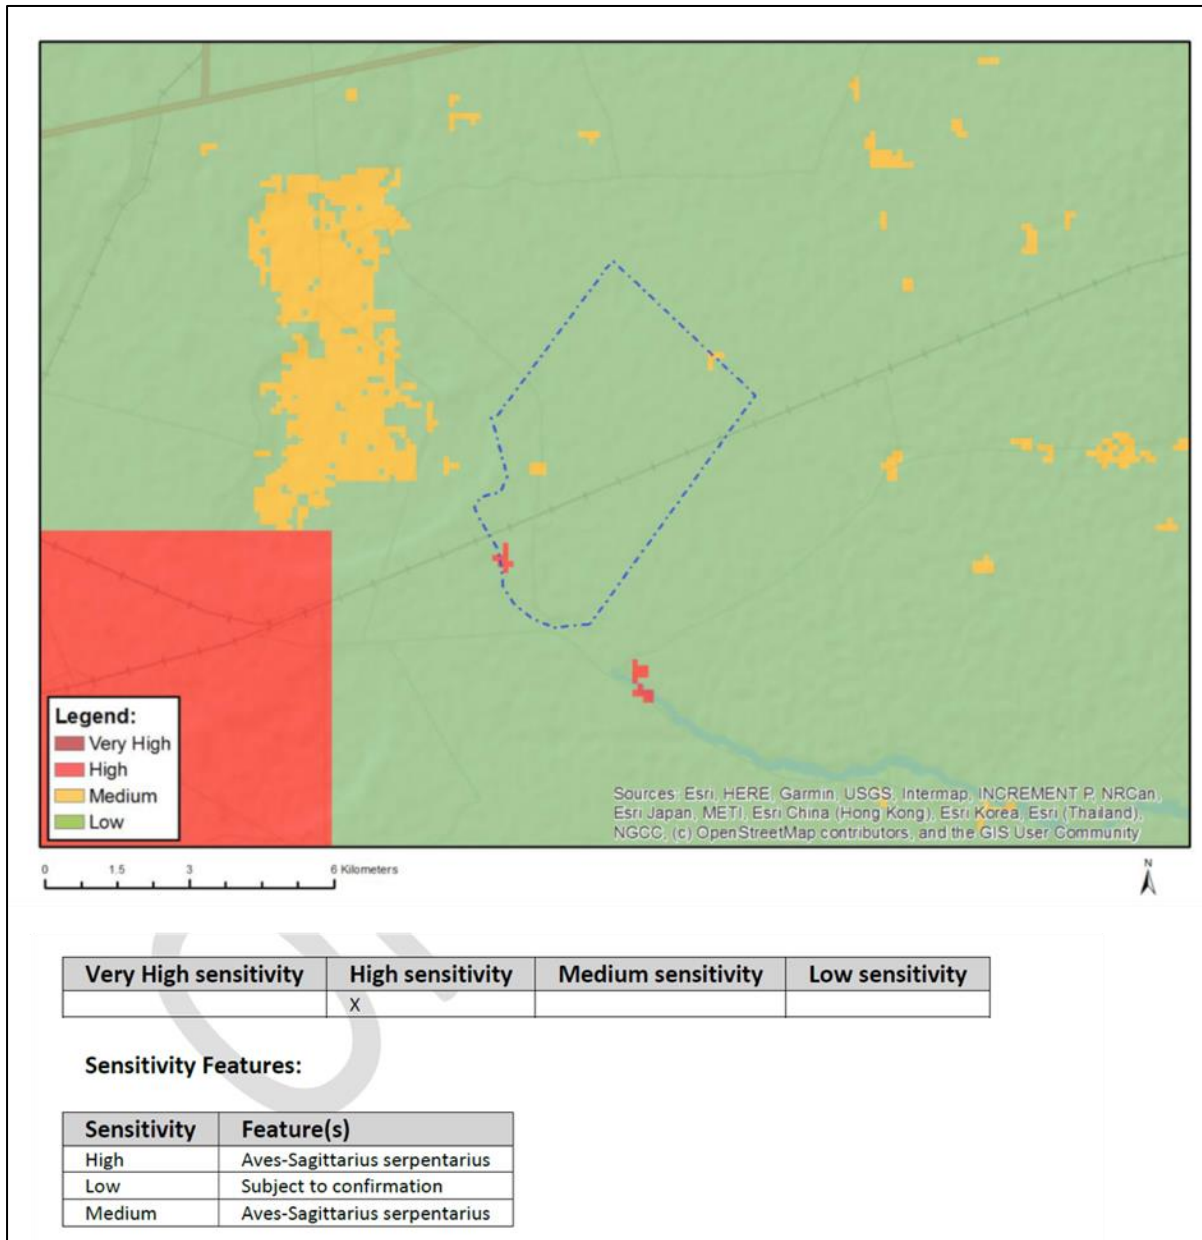 Legend:
Very High
High
Medium
Low
Sources: Esri, HERE, Garmin, USGS, Intermap, INCREMENT P, NRCan,
Esri Japan, METI, Esri China (Hong Kong), Esri Korea, Esri (Thailand),
NGCC, (c) OpenStreetMap contributors, and the GIS User Community
0 1.5 3 6 Kilometers
N
Very High sensitivity High sensitivity Medium sensitivity Low sensitivity
X
Sensitivity Features:
Sensitivity Feature(s)
High Aves-Sagittarius serpentarius
Low Subject to confirmation
Medium Aves-Sagittarius serpentarius